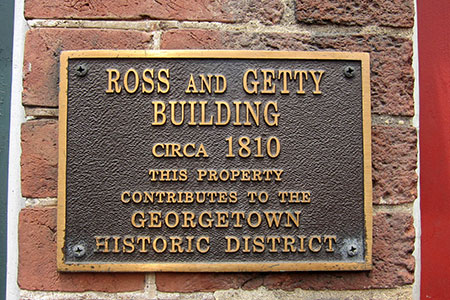 ROSS AND GETTY
BUILDING
CIRCA 1810
THIS PROPERTY
CONTRIBUTES TO THE
GEORGETOWN
HISTORIC DISTRICT